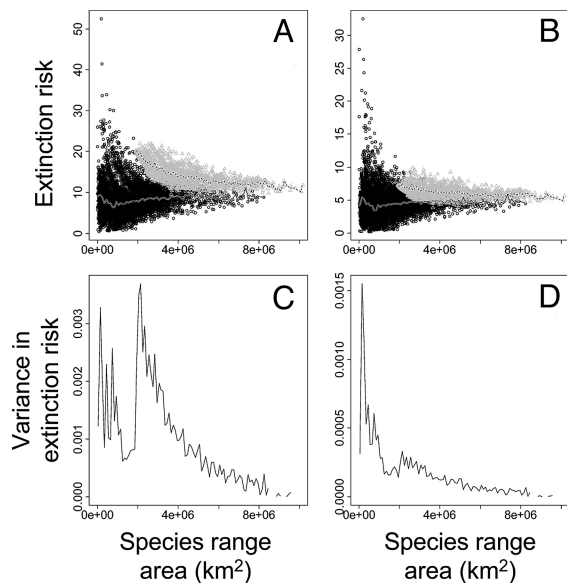 A
B
Extinction risk
0 10 20 30 40 50
0 5 10 15 20 25 30
0e+00 4e+06 8e+06
0e+00 4e+06 8e+06
C
D
Variance in
extinction risk
0.000 0.001 0.002 0.003
0.0000 0.0005 0.0010 0.0015
0e+00 4e+06 8e+06
0e+00 4e+06 8e+06
Species range
area (km²)
Species range
area (km²)